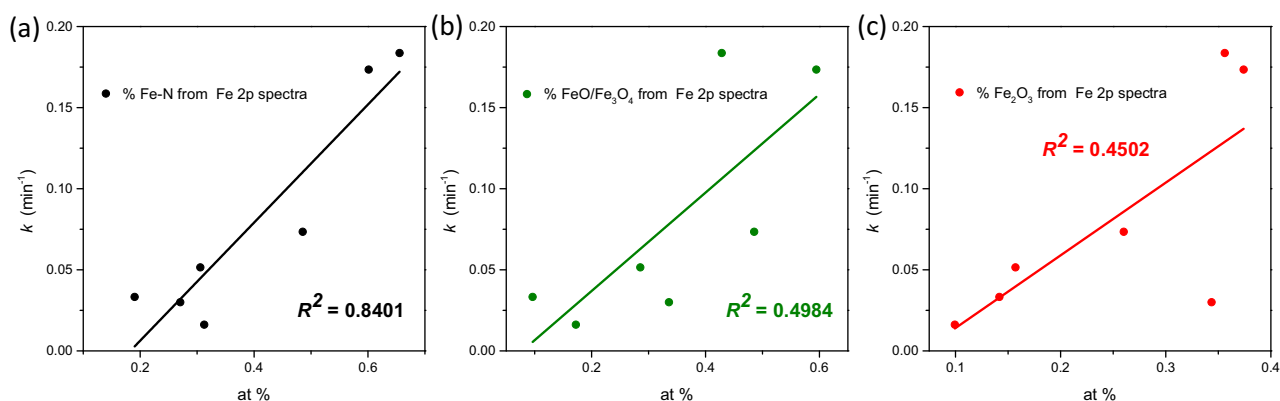 (a)
0.20
0.15
0.10
0.05
0.00
k (min⁻¹)
% Fe-N from Fe 2p spectra
R² = 0.8401
0.2 0.4 0.6
at %
(b)
0.20
0.15
0.10
0.05
0.00
k (min⁻¹)
% FeO/Fe₃O₄ from Fe 2p spectra
R² = 0.4984
0.2 0.4 0.6
at %
(c)
0.20
0.15
0.10
0.05
0.00
k (min⁻¹)
% Fe₂O₃ from Fe 2p spectra
R² = 0.4502
0.1 0.2 0.3 0.4
at %